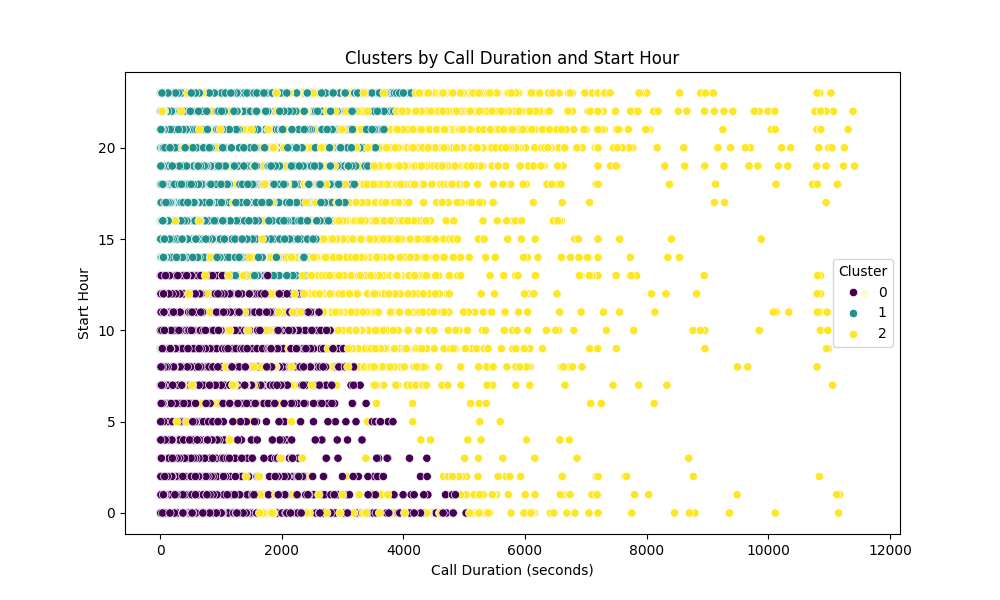 Clusters by Call Duration and Start Hour
Start Hour
20
15
10
5
0
Cluster
0
1
2
0 2000 4000 6000 8000 10000 12000
Call Duration (seconds)